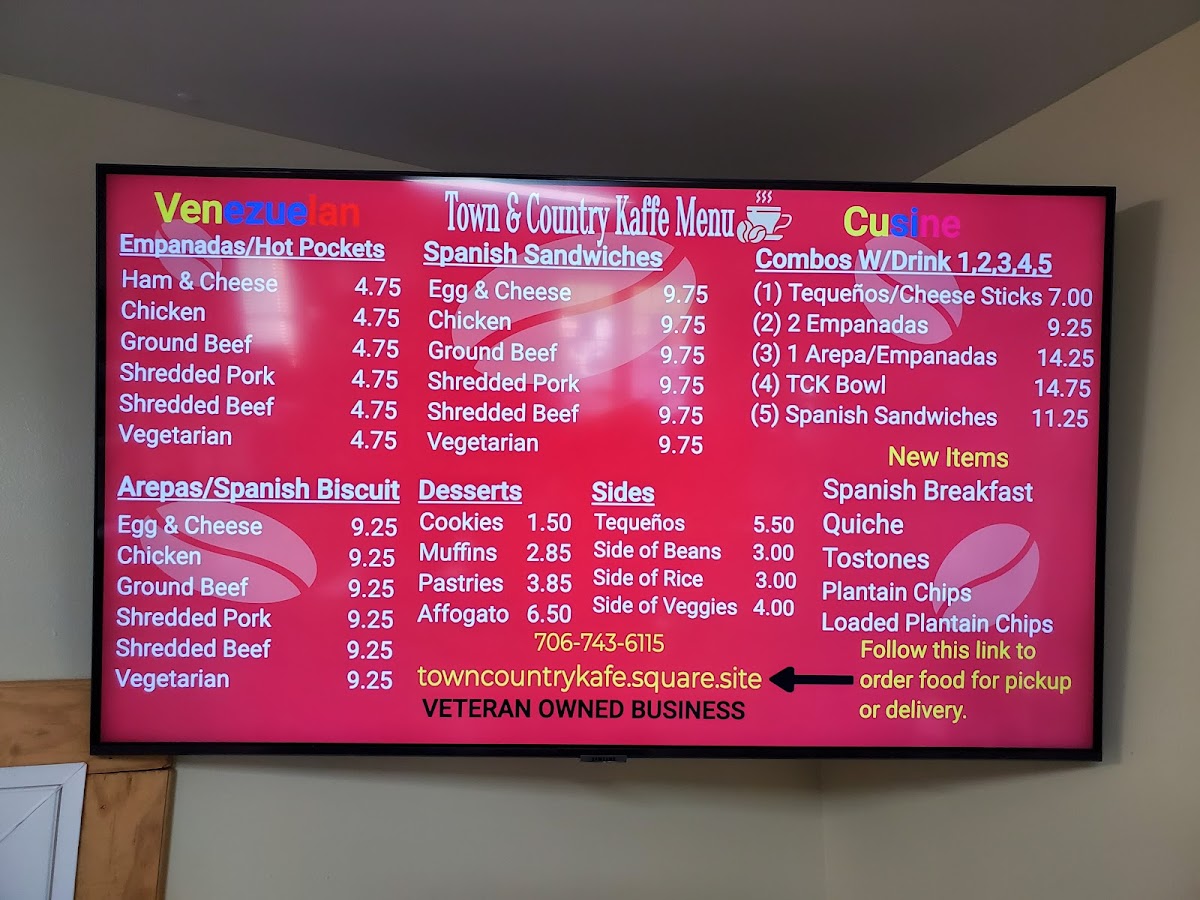 Venezuelan
Town & Country Kaffe Menu
Cusine
Empanadas/Hot Pockets
Ham & Cheese 4.75
Chicken 4.75
Ground Beef 4.75
Shredded Pork 4.75
Shredded Beef 4.75
Vegetarian 4.75
Spanish Sandwiches
Egg & Cheese 9.75
Chicken 9.75
Ground Beef 9.75
Shredded Pork 9.75
Shredded Beef 9.75
Vegetarian 9.75
Combos W/Drink 1,2,3,4,5
(1) Tequeños/Cheese Sticks 7.00
(2) 2 Empanadas 9.25
(3) 1 Arepa/Empanadas 14.25
(4) TCK Bowl 14.75
(5) Spanish Sandwiches 11.25
Arepas/Spanish Biscuit
Egg & Cheese 9.25
Chicken 9.25
Ground Beef 9.25
Shredded Pork 9.25
Shredded Beef 9.25
Vegetarian 9.25
Desserts
Cookies 1.50
Muffins 2.85
Pastries 3.85
Affogato 6.50
Sides
Tequeños 5.50
Side of Beans 3.00
Side of Rice 3.00
Side of Veggies 4.00
New Items
Spanish Breakfast
Quiche
Tostones
Plantain Chips
Loaded Plantain Chips
706-743-6115
towncountrykafe.square.site
VETERAN OWNED BUSINESS
Follow this link to
order food for pickup
or delivery.